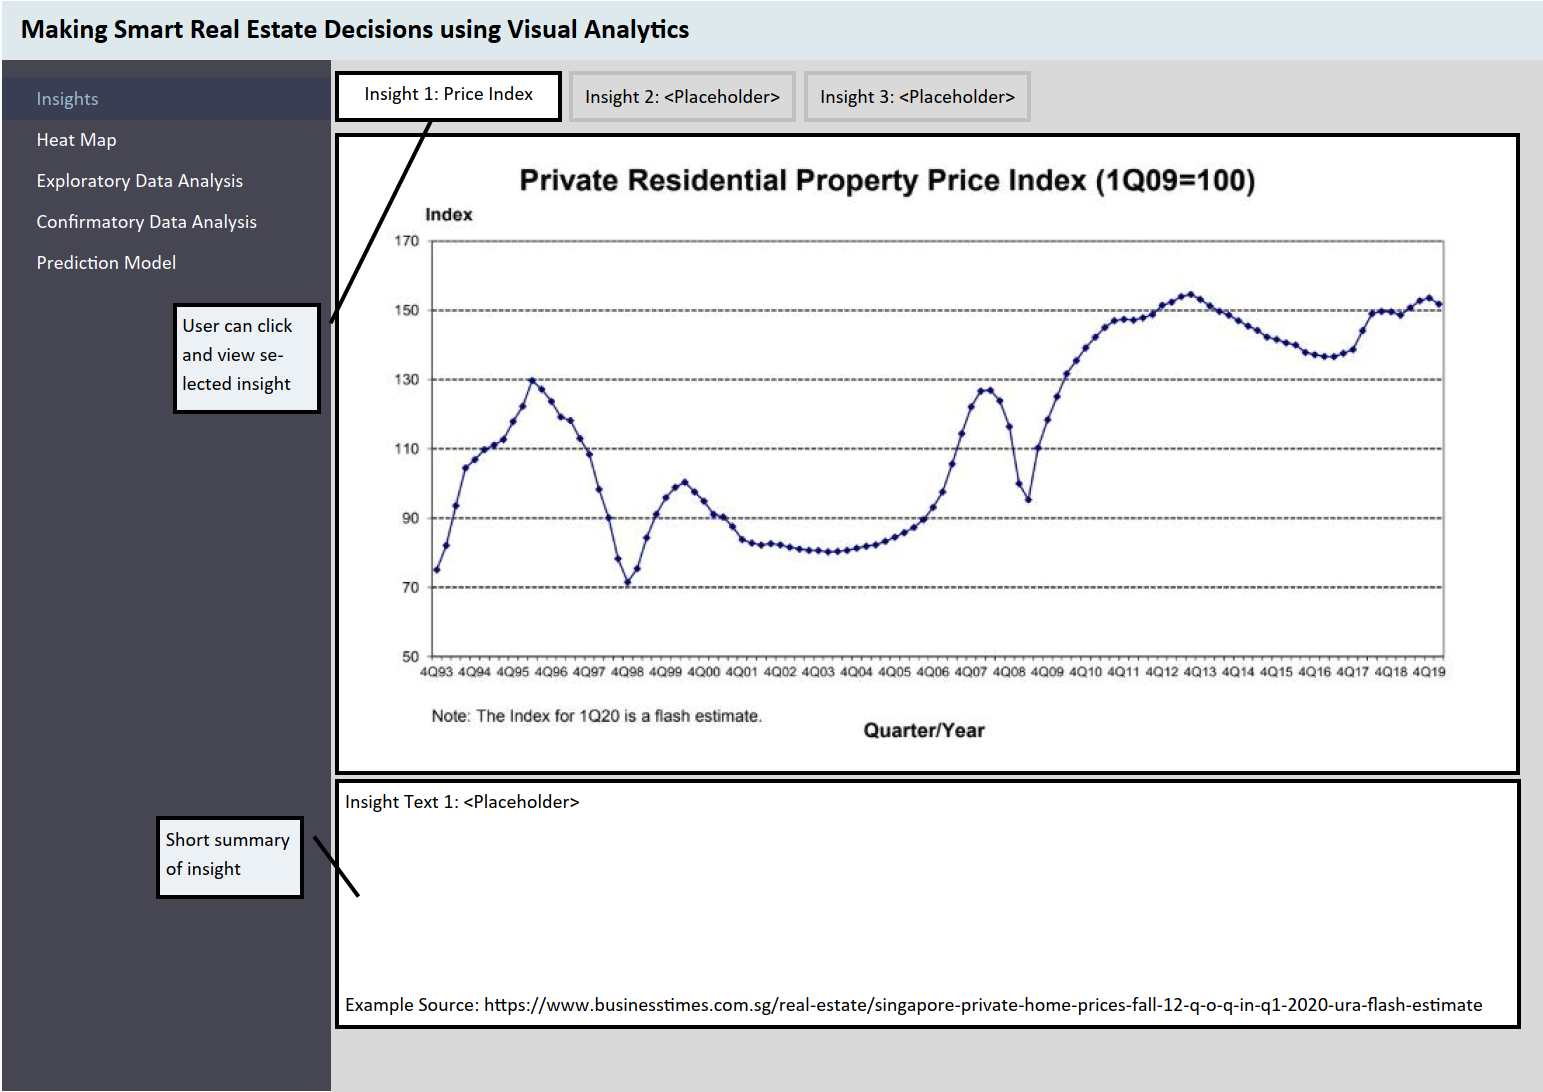 Making Smart Real Estate Decisions using Visual Analytics
Insights
Heat Map
Exploratory Data Analysis
Confirmatory Data Analysis
Prediction Model
User can click
and view se-
lected insight
Short summary
of insight
Insight 1: Price Index
Insight 2: <Placeholder>
Insight 3: <Placeholder>
Private Residential Property Price Index (1Q09=100)
Index
170
150
130
110
90
70
50
4Q93 4Q94 4Q95 4Q96 4Q97 4Q98 4Q99 4Q00 4Q01 4Q02 4Q03 4Q04 4Q05 4Q06 4Q07 4Q08 4Q09 4Q10 4Q11 4Q12 4Q13 4Q14 4Q15 4Q16 4Q17 4Q18 4Q19
Note: The Index for 1Q20 is a flash estimate.
Quarter/Year
Insight Text 1: <Placeholder>
Example Source: https://www.businesstimes.com.sg/real-estate/singapore-private-home-prices-fall-12-q-o-q-in-q1-2020-ura-flash-estimate